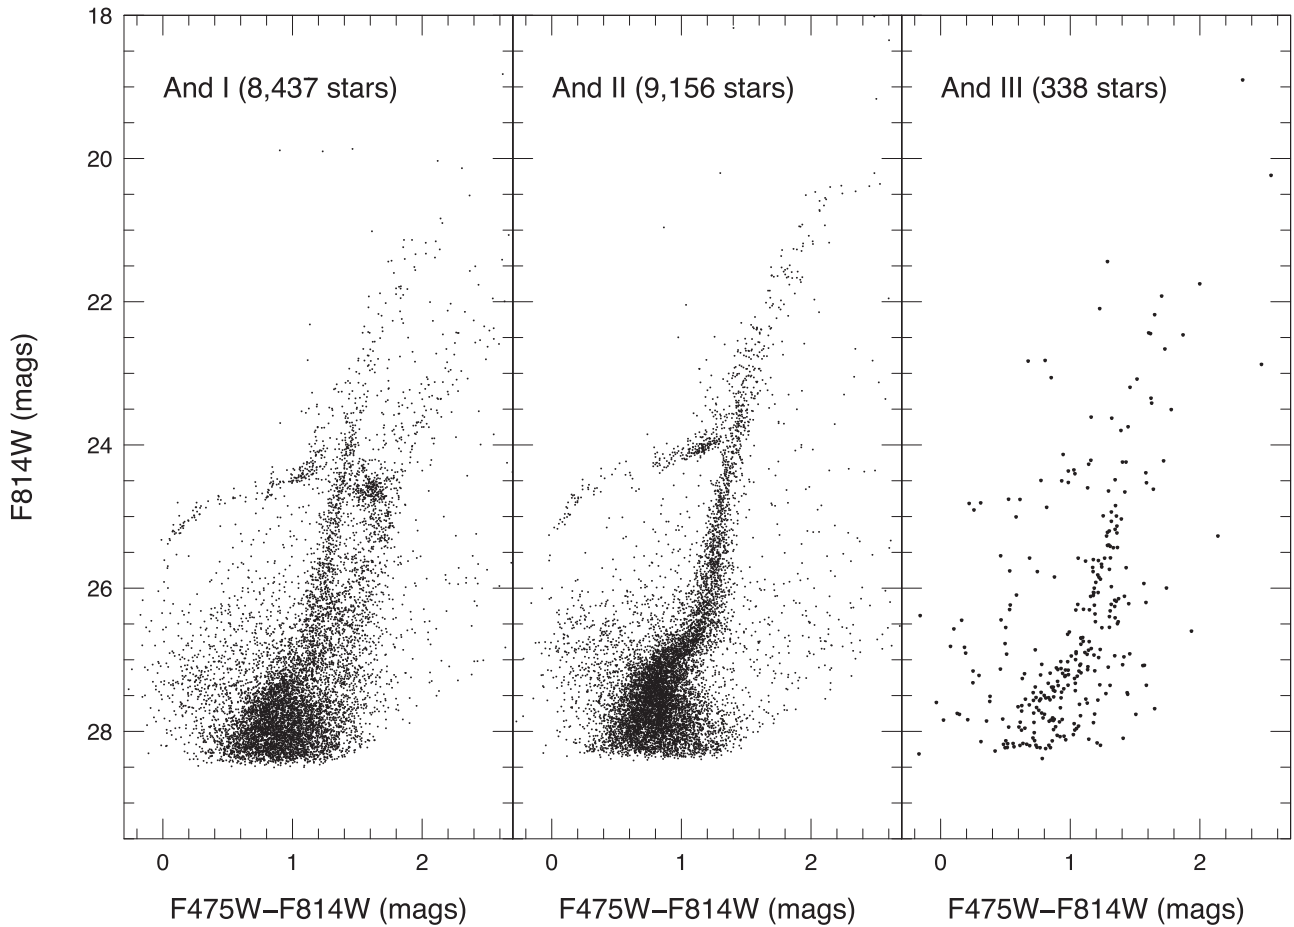 And I (8,437 stars)
And II (9,156 stars)
And III (338 stars)
18
20
22
24
26
28
F814W (mags)
0 1 2
0 1 2
0 1 2
F475W−F814W (mags)
F475W−F814W (mags)
F475W−F814W (mags)